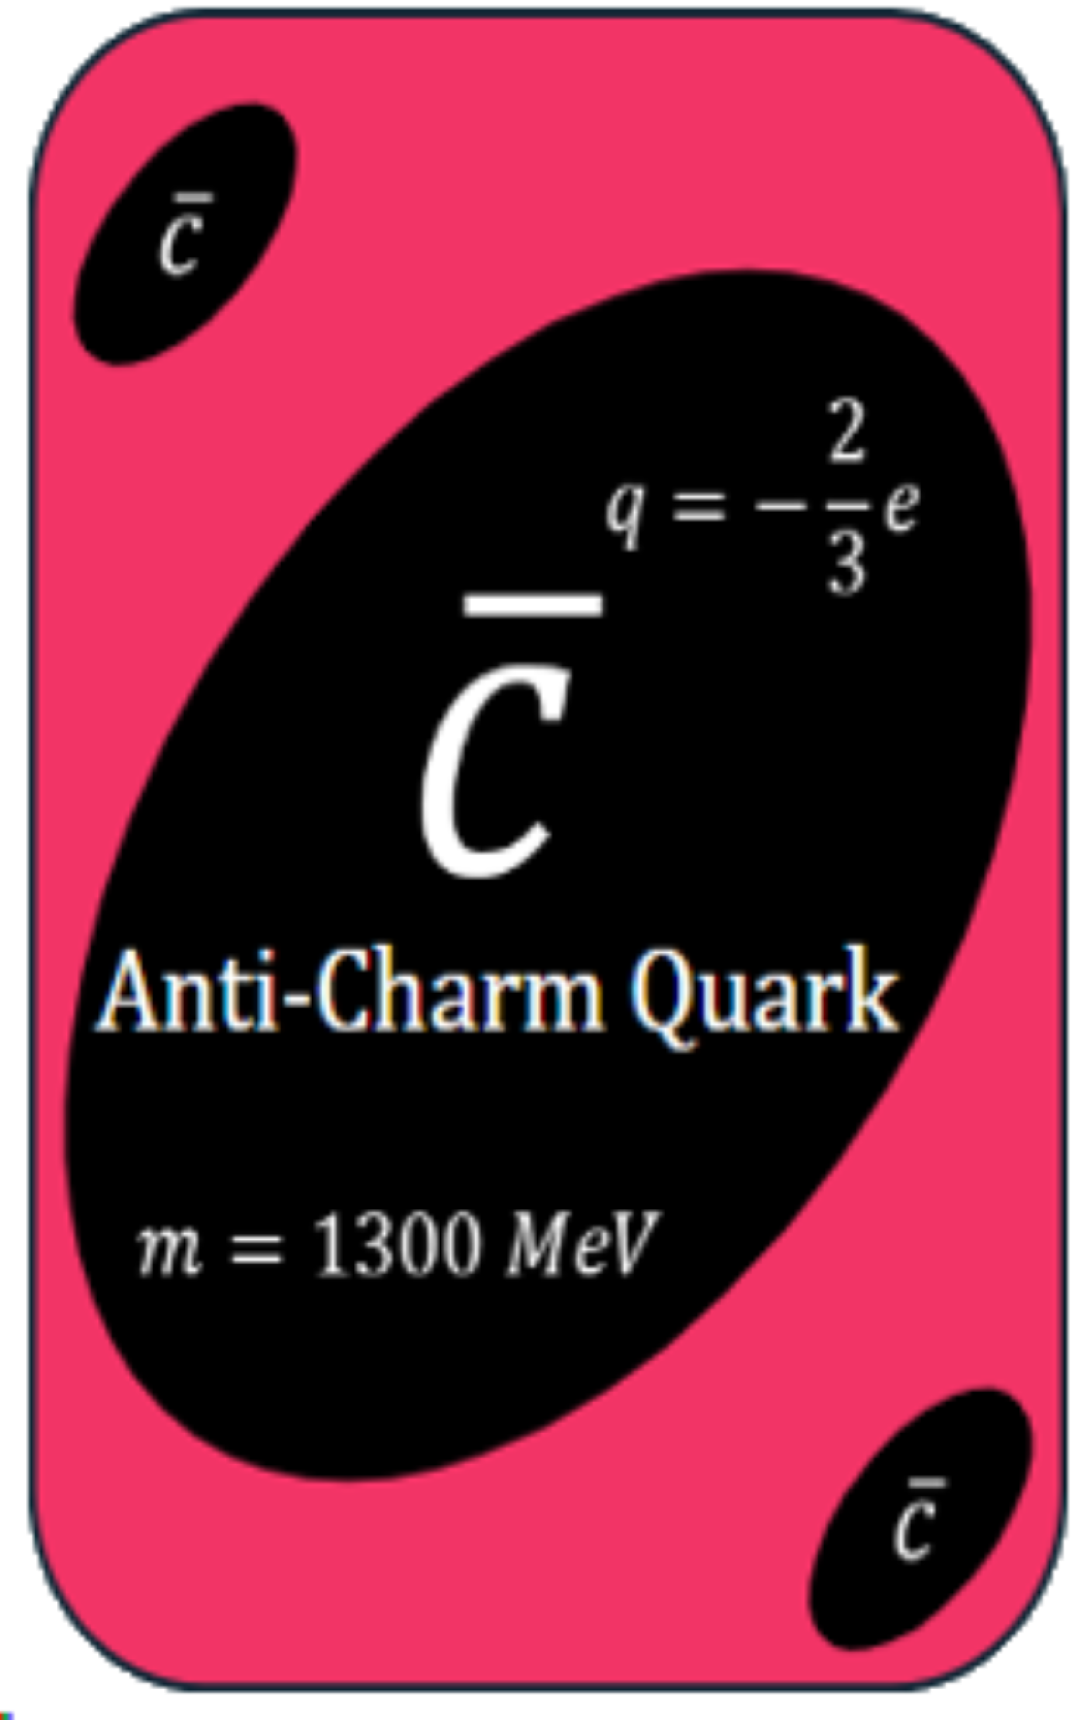 c̄
q = −2/3 e
c̄
Anti-Charm Quark
m = 1300 MeV
c̄